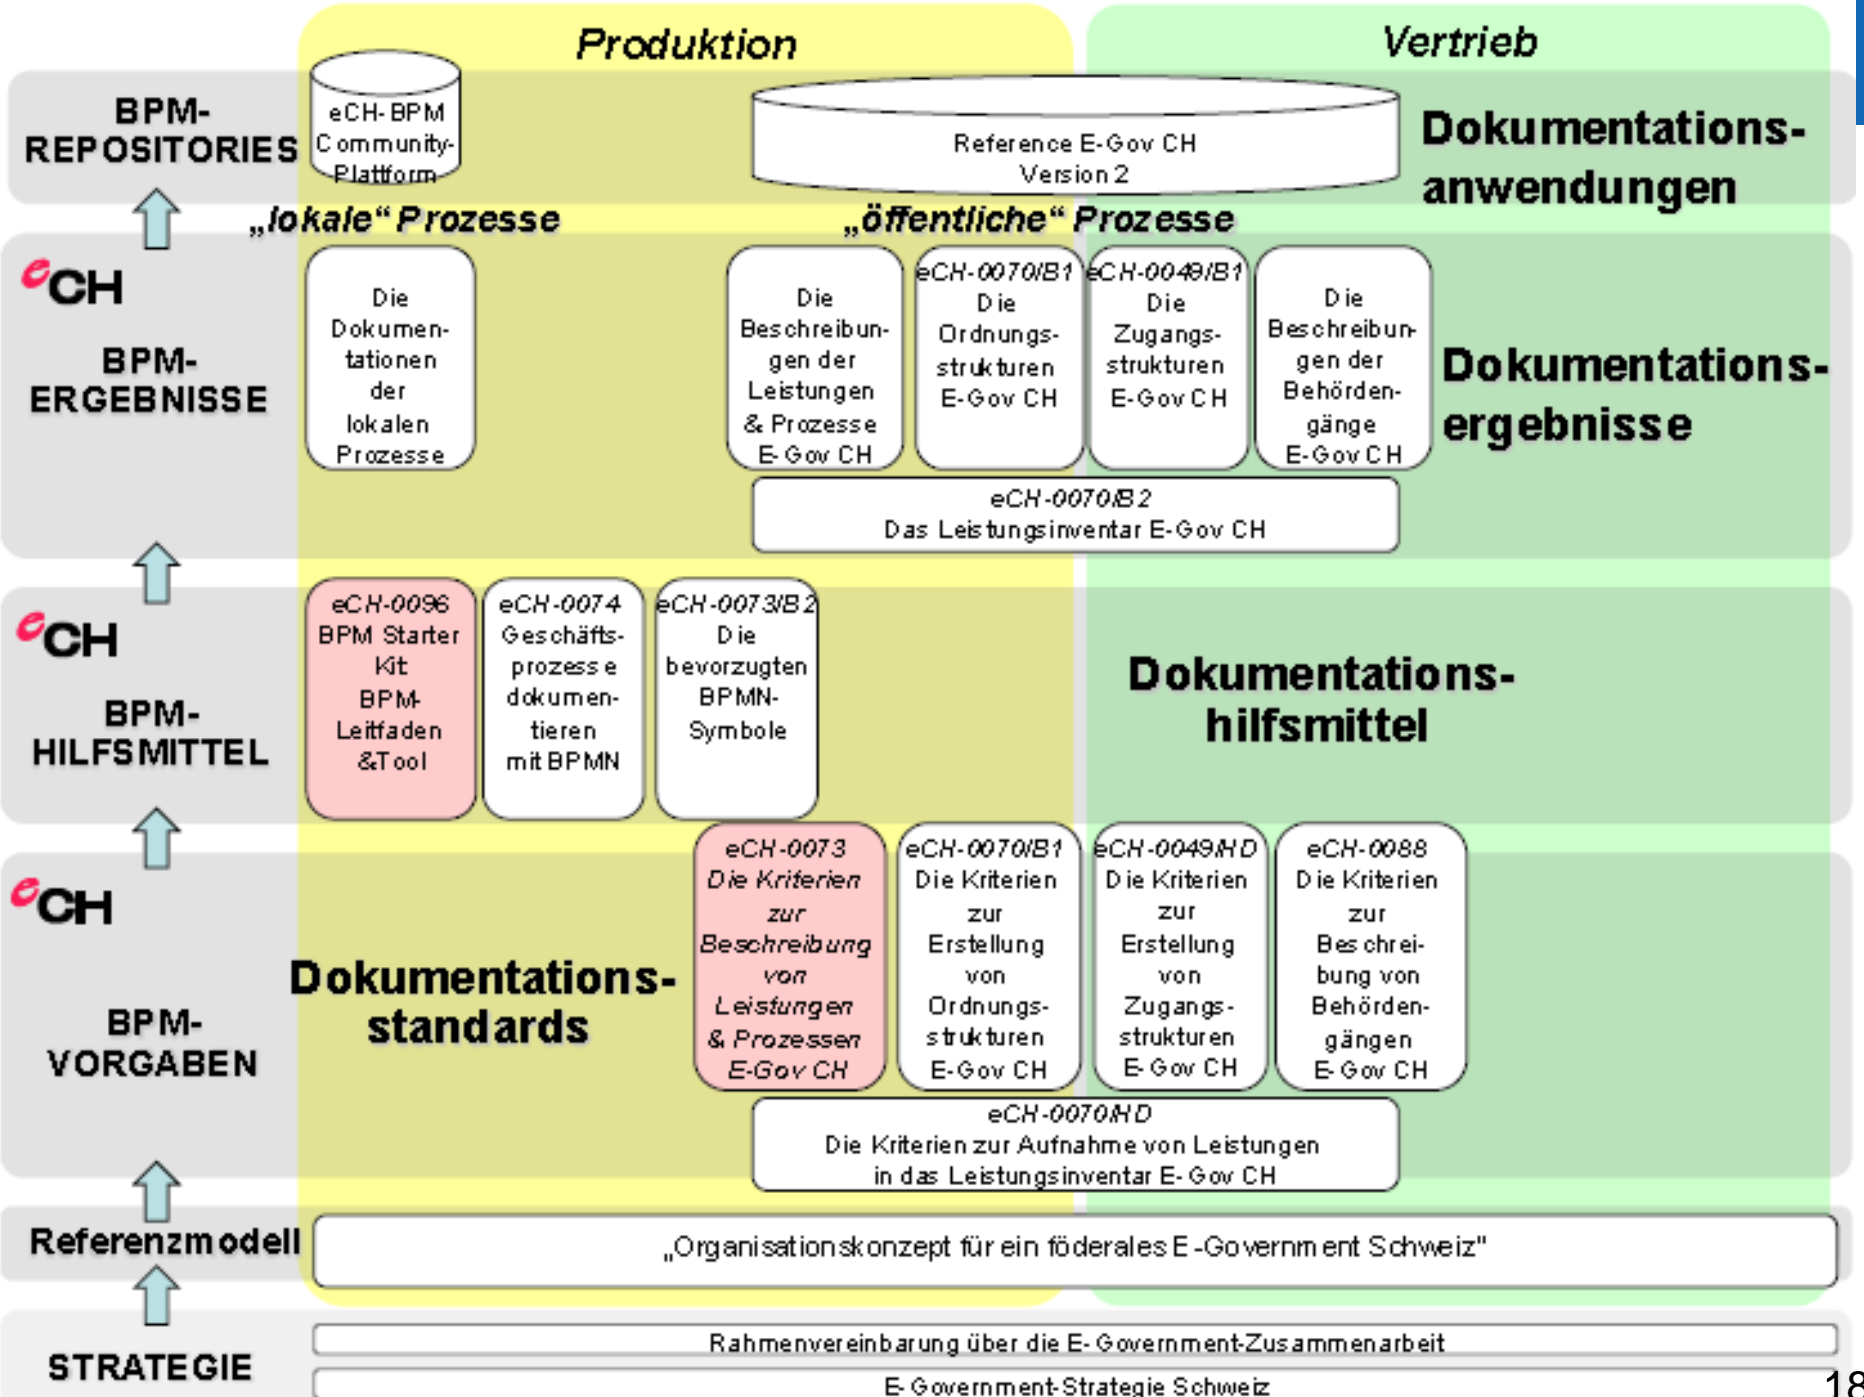 Produktion
Vertrieb
BPM-
REPOSITORIES
eCH-BPM
Community-
Plattform
Reference E-Gov CH
Version 2
Dokumentations-
anwendungen
„lokale“ Prozesse
„öffentliche“ Prozesse
eCH
BPM-
ERGEBNISSE
Die
Dokumen-
tationen
der
lokalen
Prozesse
Die
Beschreibun-
gen der
Leistungen
& Prozesse
E-Gov CH
eCH-0070/B1
Die
Ordnungs-
strukturen
E-Gov CH
eCH-0049/B1
Die
Zugangs-
strukturen
E-Gov CH
Die
Beschreibun-
gen der
Behörden-
gänge
E-Gov CH
Dokumentations-
ergebnisse
eCH-0070/B2
Das Leistungsinventar E-Gov CH
eCH
BPM-
HILFSMITTEL
eCH-0096
BPM Starter
Kit
BPM-
Leitfaden
&Tool
eCH-0074
Geschäfts-
prozesse
dokumen-
tieren
mit BPMN
eCH-0073/B2
Die
bevorzugten
BPMN-
Symbole
Dokumentations-
hilfsmittel
eCH
BPM-
VORGABEN
Dokumentations-
standards
eCH-0073
Die Kriterien
zur
Beschreibung
von
Leistungen
& Prozessen
E-Gov CH
eCH-0070/B1
Die Kriterien
zur
Erstellung
von
Ordnungs-
strukturen
E-Gov CH
eCH-0049/HD
Die Kriterien
zur
Erstellung
von
Zugangs-
strukturen
E-Gov CH
eCH-0088
Die Kriterien
zur
Beschrei-
bung von
Behörden-
gängen
E-Gov CH
eCH-0070/HD
Die Kriterien zur Aufnahme von Leistungen
in das Leistungsinventar E-Gov CH
Referenzmodell
„Organisationskonzept für ein föderales E-Government Schweiz"
STRATEGIE
Rahmenvereinbarung über die E-Government-Zusammenarbeit
E-Government-Strategie Schweiz
18